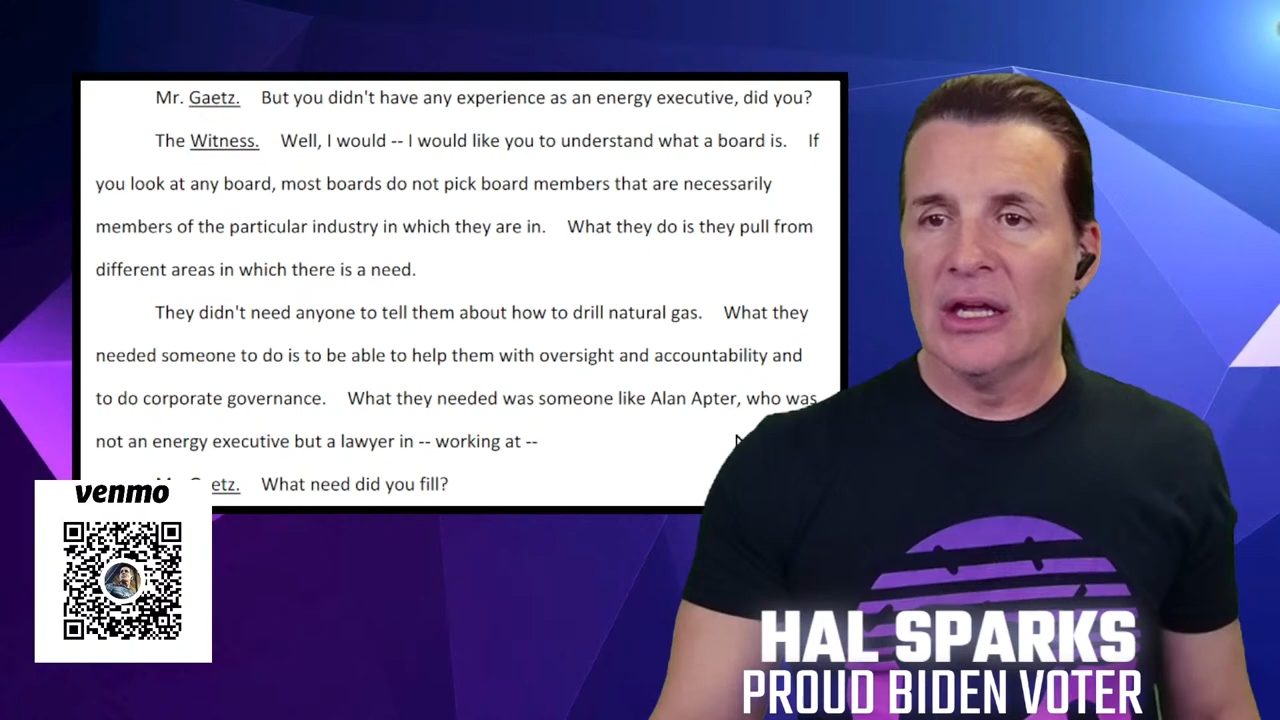 Mr. Gaetz. But you didn't have any experience as an energy executive, did you?
The Witness. Well, I would -- I would like you to understand what a board is. If
you look at any board, most boards do not pick board members that are necessarily
members of the particular industry in which they are in. What they do is they pull from
different areas in which there is a need.
They didn't need anyone to tell them about how to drill natural gas. What they
needed someone to do is to be able to help them with oversight and accountability and
to do corporate governance. What they needed was someone like Alan Apter, who was
not an energy executive but a lawyer in -- working at --
etz. What need did you fill?
venmo
HAL SPARKS
PROUD BIDEN VOTER